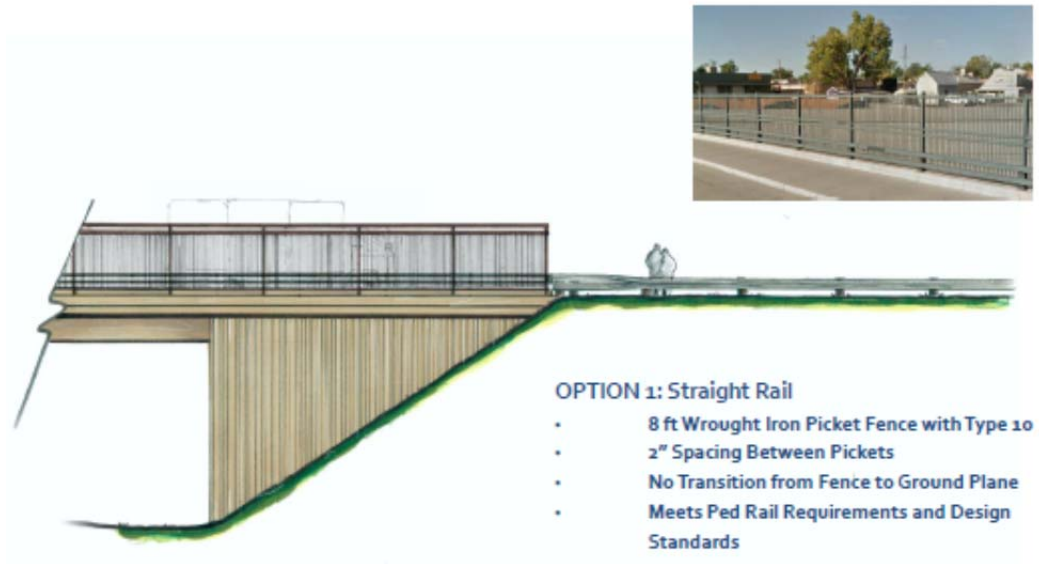 OPTION 1: Straight Rail
• 8 ft Wrought Iron Picket Fence with Type 10
• 2" Spacing Between Pickets
• No Transition from Fence to Ground Plane
• Meets Ped Rail Requirements and Design
Standards